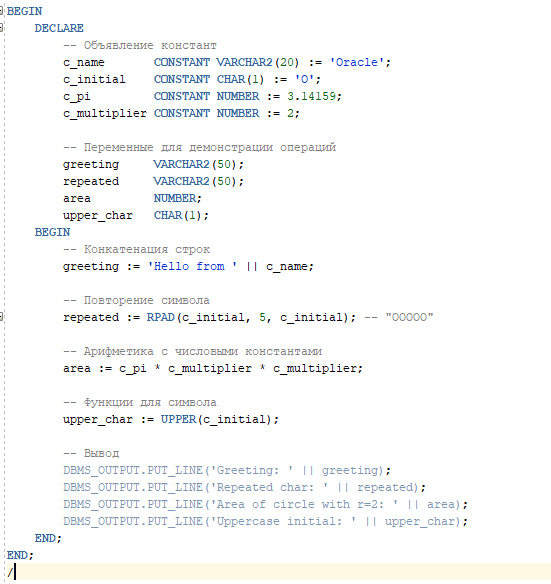 BEGIN
    DECLARE
        -- Объявление констант
        c_name       CONSTANT VARCHAR2(20) := 'Oracle';
        c_initial    CONSTANT CHAR(1) := 'O';
        c_pi         CONSTANT NUMBER := 3.14159;
        c_multiplier CONSTANT NUMBER := 2;

        -- Переменные для демонстрации операций
        greeting     VARCHAR2(50);
        repeated     VARCHAR2(50);
        area         NUMBER;
        upper_char   CHAR(1);
    BEGIN
        -- Конкатенация строк
        greeting := 'Hello from ' || c_name;

        -- Повторение символа
        repeated := RPAD(c_initial, 5, c_initial); -- "OOOOO"

        -- Арифметика с числовыми константами
        area := c_pi * c_multiplier * c_multiplier;

        -- Функции для символа
        upper_char := UPPER(c_initial);

        -- Вывод
        DBMS_OUTPUT.PUT_LINE('Greeting: ' || greeting);
        DBMS_OUTPUT.PUT_LINE('Repeated char: ' || repeated);
        DBMS_OUTPUT.PUT_LINE('Area of circle with r=2: ' || area);
        DBMS_OUTPUT.PUT_LINE('Uppercase initial: ' || upper_char);
    END;
END;
/